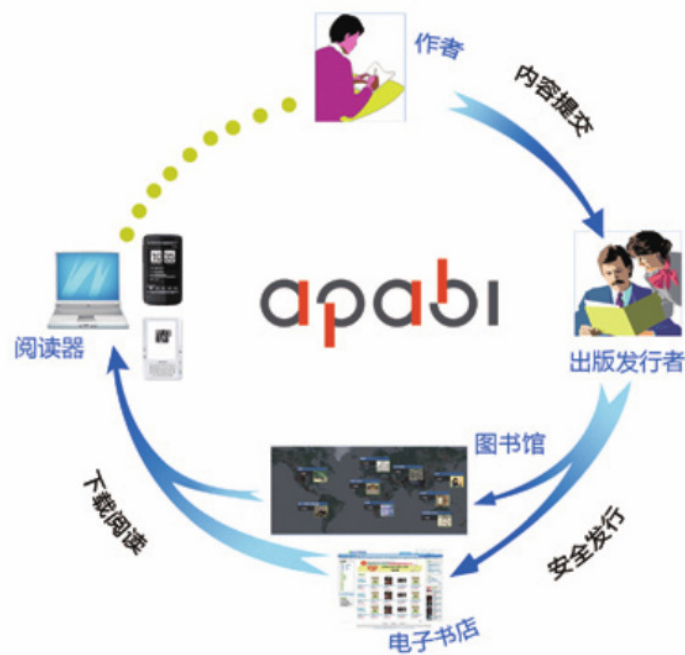 作者
内容提交
apabi
阅读器
出版发行者
图书馆
下载阅读
安全发行
电子书店